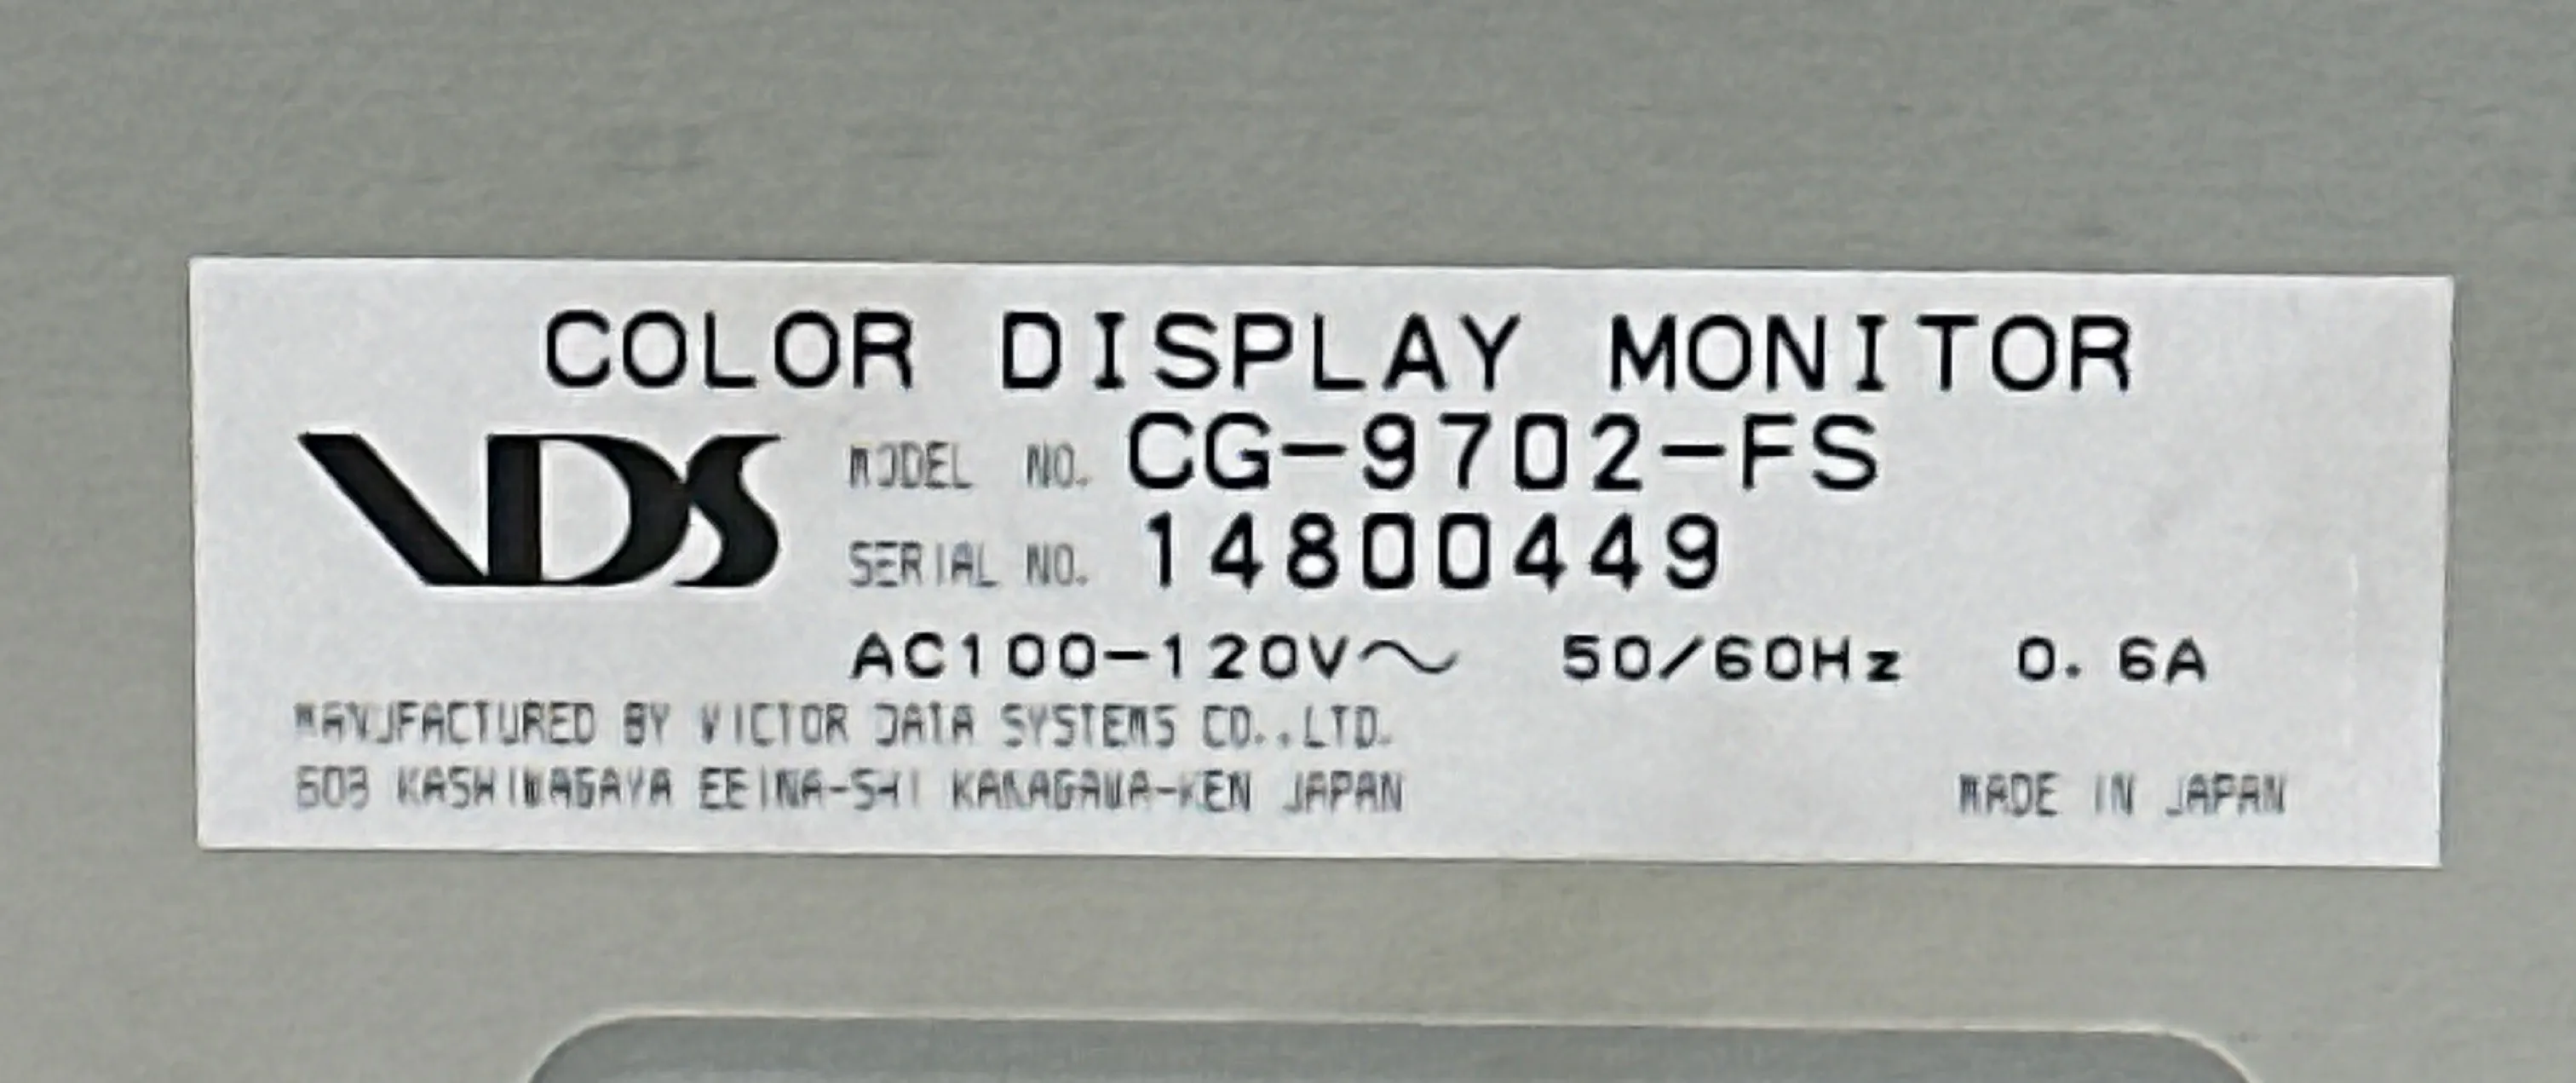 COLOR DISPLAY MONITOR
VDS
MODEL NO. CG-9702-FS
SERIAL NO. 14800449
AC100-120V～ 50/60Hz 0.6A
MANUFACTURED BY VICTOR DATA SYSTEMS CO.,LTD.
KASHIWAGAYA EBINA-SHI KANAGAWA-KEN JAPAN
MADE IN JAPAN